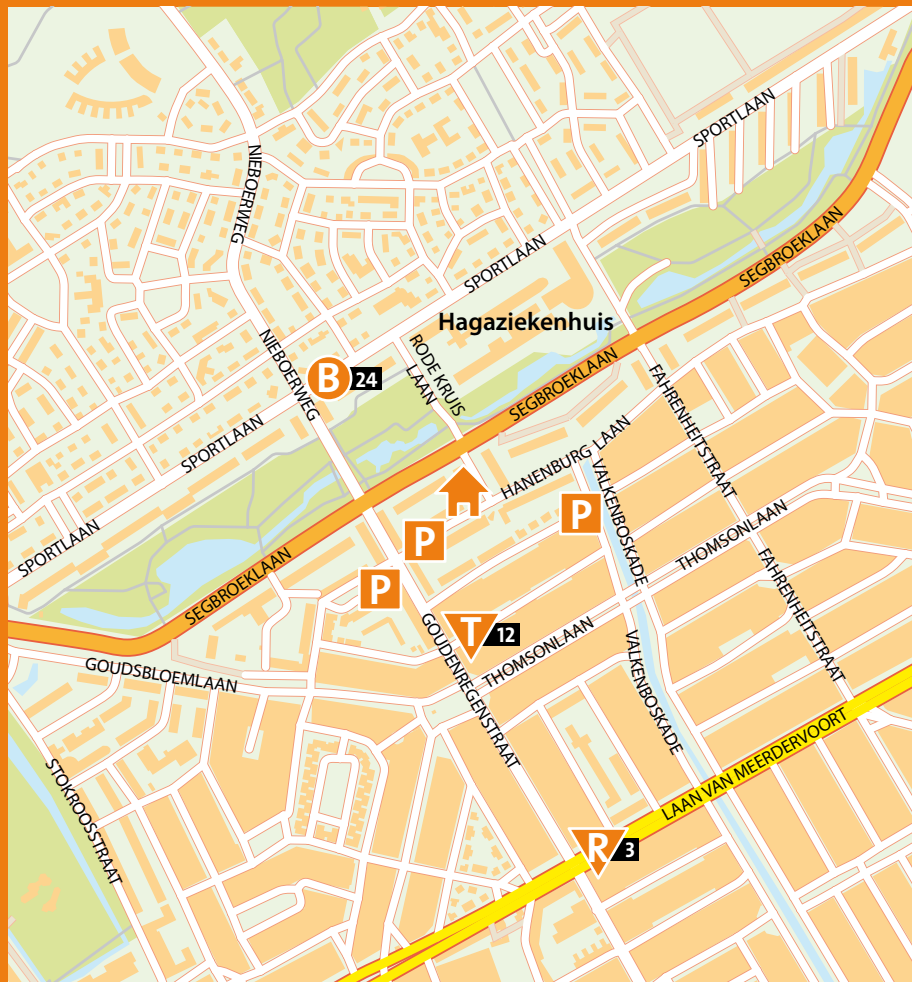 SPORTLAAN
NIEBOERWEG
SEGBROEKLAAN
SPORTLAAN
Hagaziekenhuis
RODE KRUIS
LAAN
NIEBOERWEG
B 24
SEGBROEKLAAN
FAHRENHEITSTRAAT
SPORTLAAN
HANENBURG LAAN
VALKENBOSKADE
P
P
P
SPORTLAAN
SEGBROEKLAAN
THOMSONLAAN
FAHRENHEITSTRAAT
T 12
GOUDENREGENSTRAAT
THOMSONLAAN
VALKENBOSKADE
GOUDSBLOEMLAAN
STOKROOSSTRAAT
LAAN VAN MEERDERVOORT
R 3